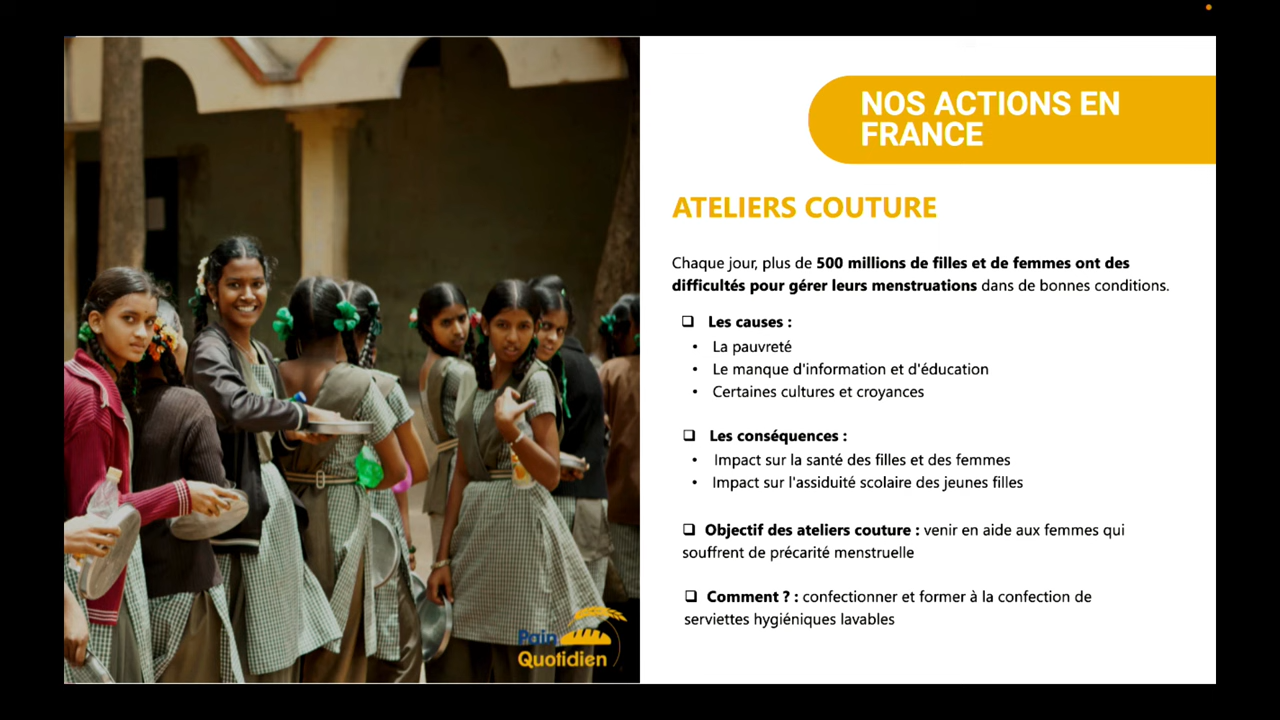 NOS ACTIONS EN
FRANCE
ATELIERS COUTURE
Chaque jour, plus de 500 millions de filles et de femmes ont des
difficultés pour gérer leurs menstruations dans de bonnes conditions.
Les causes :
• La pauvreté
• Le manque d'information et d'éducation
• Certaines cultures et croyances
Les conséquences :
• Impact sur la santé des filles et des femmes
• Impact sur l'assiduité scolaire des jeunes filles
Objectif des ateliers couture : venir en aide aux femmes qui
souffrent de précarité menstruelle
Comment ? : confectionner et former à la confection de
serviettes hygiéniques lavables
Pain
Quotidien